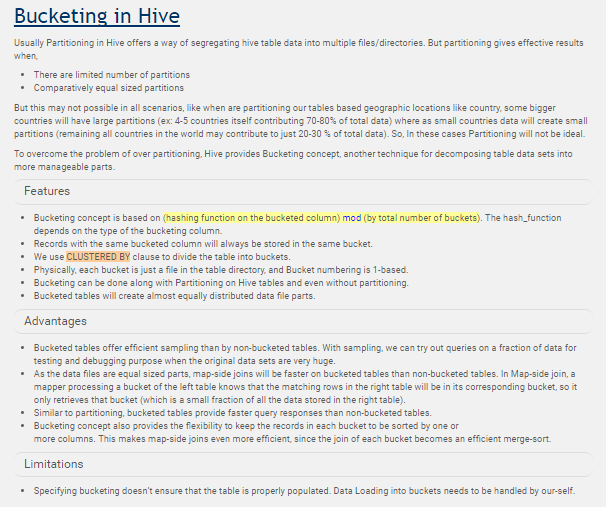 Bucketing in Hive
Usually Partitioning in Hive offers a way of segregating hive table data into multiple files/directories. But partitioning gives effective results
when,
There are limited number of partitions
Comparatively equal sized partitions
But this may not possible in all scenarios, like when are partitioning our tables based geographic locations like country, some bigger
countries will have large partitions (ex: 4-5 countries itself contributing 70-80% of total data) where as small countries data will create small
partitions (remaining all countries in the world may contribute to just 20-30 % of total data). So, In these cases Partitioning will not be ideal.
To overcome the problem of over partitioning, Hive provides Bucketing concept, another technique for decomposing table data sets into
more manageable parts.
Features
Bucketing concept is based on (hashing function on the bucketed column) mod (by total number of buckets). The hash_function
depends on the type of the bucketing column.
Records with the same bucketed column will always be stored in the same bucket.
We use CLUSTERED BY clause to divide the table into buckets.
Physically, each bucket is just a file in the table directory, and Bucket numbering is 1-based.
Bucketing can be done along with Partitioning on Hive tables and even without partitioning.
Bucketed tables will create almost equally distributed data file parts.
Advantages
Bucketed tables offer efficient sampling than by non-bucketed tables. With sampling, we can try out queries on a fraction of data for
testing and debugging purpose when the original data sets are very huge.
As the data files are equal sized parts, map-side joins will be faster on bucketed tables than non-bucketed tables. In Map-side join, a
mapper processing a bucket of the left table knows that the matching rows in the right table will be in its corresponding bucket, so it
only retrieves that bucket (which is a small fraction of all the data stored in the right table).
Similar to partitioning, bucketed tables provide faster query responses than non-bucketed tables.
Bucketing concept also provides the flexibility to keep the records in each bucket to be sorted by one or
more columns. This makes map-side joins even more efficient, since the join of each bucket becomes an efficient merge-sort.
Limitations
Specifying bucketing doesn't ensure that the table is properly populated. Data Loading into buckets needs to be handled by our-self.